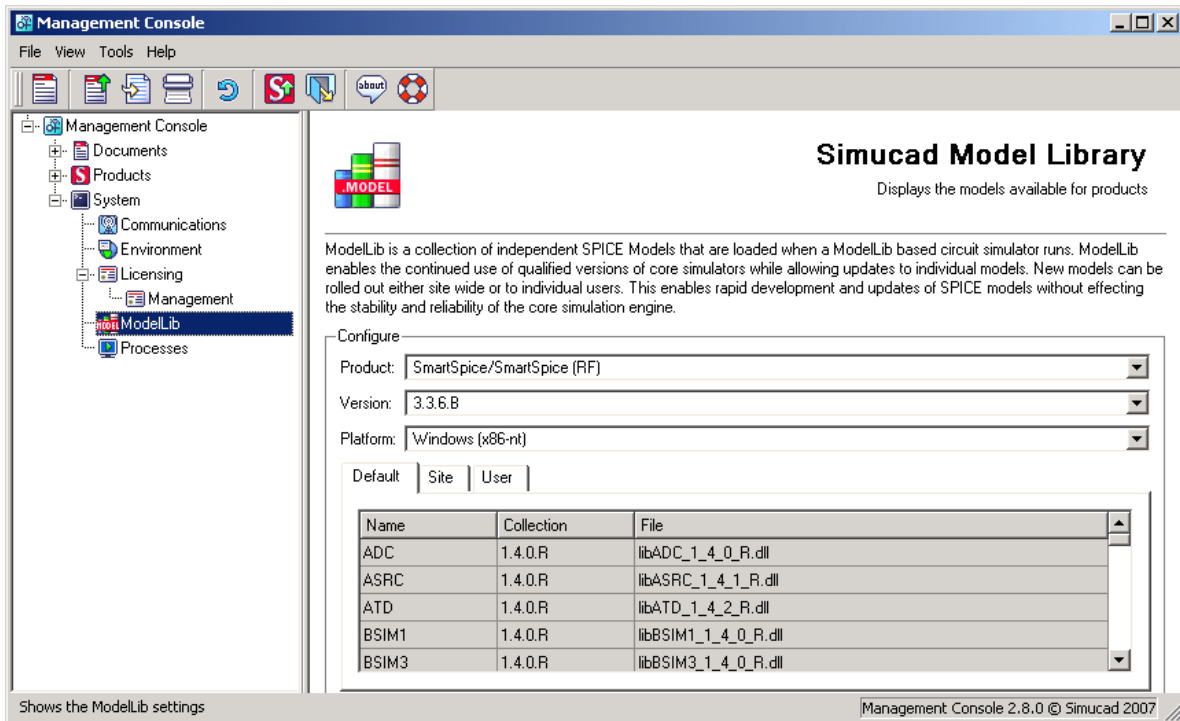 Management Console
File View Tools Help
S
about
Management Console
Documents
S Products
System
Communications
Environment
Licensing
Management
MODEL ModelLib
Processes
.MODEL
Simucad Model Library
Displays the models available for products
ModelLib is a collection of independent SPICE Models that are loaded when a ModelLib based circuit simulator runs. ModelLib
enables the continued use of qualified versions of core simulators while allowing updates to individual models. New models can be
rolled out either site wide or to individual users. This enables rapid development and updates of SPICE models without effecting
the stability and reliability of the core simulation engine.
Configure
Product: SmartSpice/SmartSpice (RF)
Version: 3.3.6.B
Platform: Windows (x86-nt)
Default Site User
Name Collection File
ADC 1.4.0.R libADC_1_4_0_R.dll
ASRC 1.4.0.R libASRC_1_4_1_R.dll
ATD 1.4.0.R libATD_1_4_2_R.dll
BSIM1 1.4.0.R libBSIM1_1_4_0_R.dll
BSIM3 1.4.0.R libBSIM3_1_4_0_R.dll
Shows the ModelLib settings
Management Console 2.8.0 © Simucad 2007